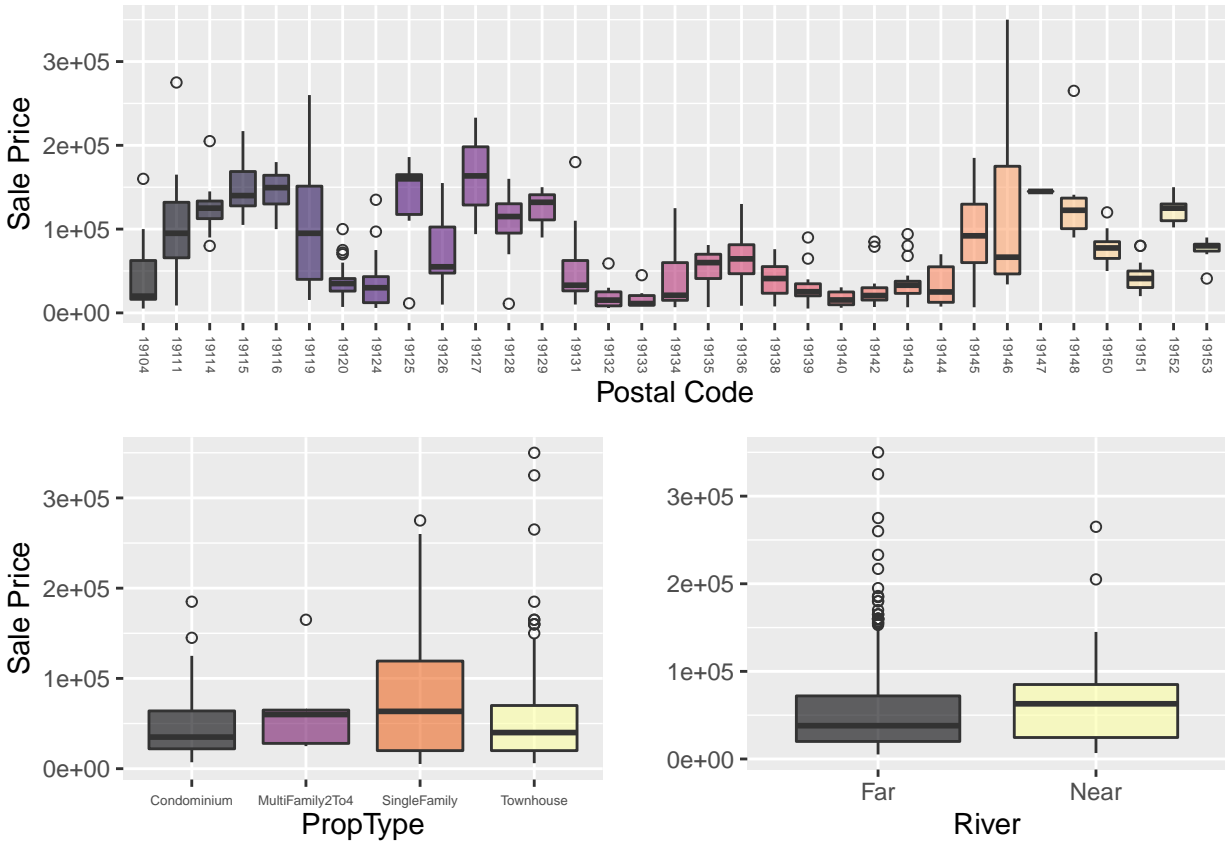 Sale Price
3e+05
2e+05
1e+05
0e+00
19104 19111 19114 19115 19116 19119 19120 19124 19125 19126 19127 19128 19129 19131 19132 19133 19134 19135 19136 19138 19139 19140 19142 19143 19144 19145 19146 19147 19148 19150 19151 19152 19153
Postal Code
Sale Price
3e+05
2e+05
1e+05
0e+00
Condominium MultiFamily2To4 SingleFamily Townhouse
PropType
3e+05
2e+05
1e+05
0e+00
Far Near
River